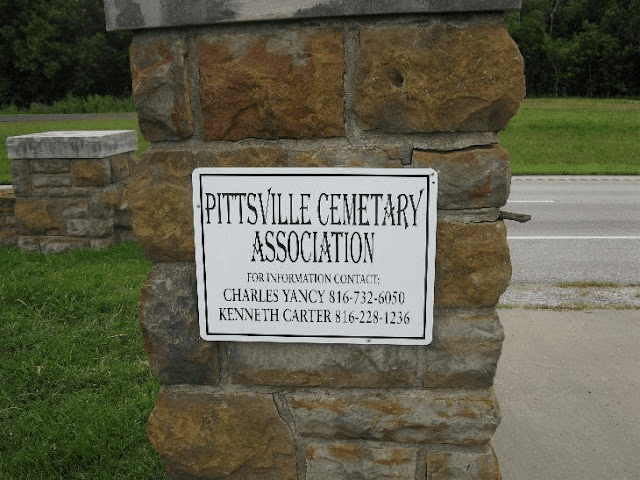 PITTSVILLE CEMETARY
ASSOCIATION
FOR INFORMATION CONTACT:
CHARLES YANCY 816-732-6050
KENNETH CARTER 816-228-1236